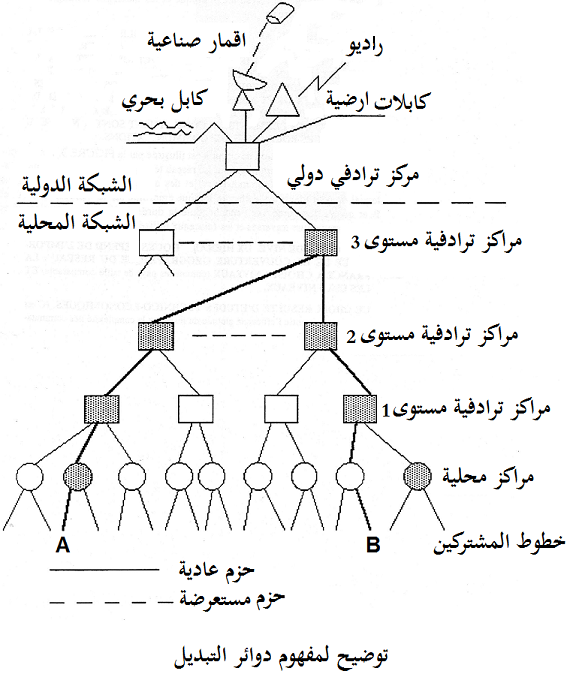 اقمار صناعية
راديو
كابل بحري
كابلات ارضية
مركز ترادفي دولي
الشبكة الدولية
الشبكة المحلية
مراكز ترادفية مستوى 3
مراكز ترادفية مستوى 2
مراكز ترادفية مستوى 1
مراكز محلية
خطوط المشتركين
A
B
حزم عادية
حزم مستعرضة
توضيح لمفهوم دوائر التبديل